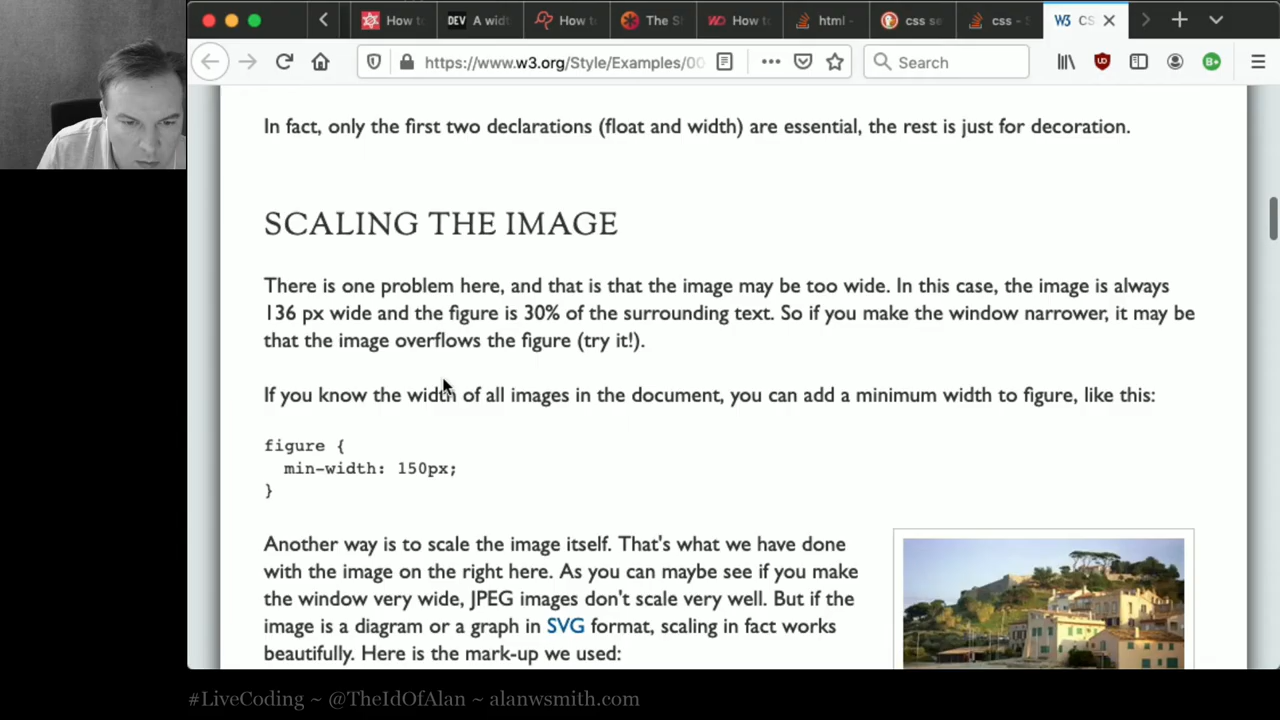 How to
DEV A widt
How to
The S
How to
html -
css se
css - S
W3 CS
https://www.w3.org/Style/Examples/00
Search
In fact, only the first two declarations (float and width) are essential, the rest is just for decoration.
SCALING THE IMAGE
There is one problem here, and that is that the image may be too wide. In this case, the image is always
136 px wide and the figure is 30% of the surrounding text. So if you make the window narrower, it may be
that the image overflows the figure (try it!).
If you know the width of all images in the document, you can add a minimum width to figure, like this:
figure {
min-width: 150px;
}
Another way is to scale the image itself. That's what we have done
with the image on the right here. As you can maybe see if you make
the window very wide, JPEG images don't scale very well. But if the
image is a diagram or a graph in SVG format, scaling in fact works
beautifully. Here is the mark-up we used:
#LiveCoding ~ @TheIdOfAlan ~ alanwsmith.com